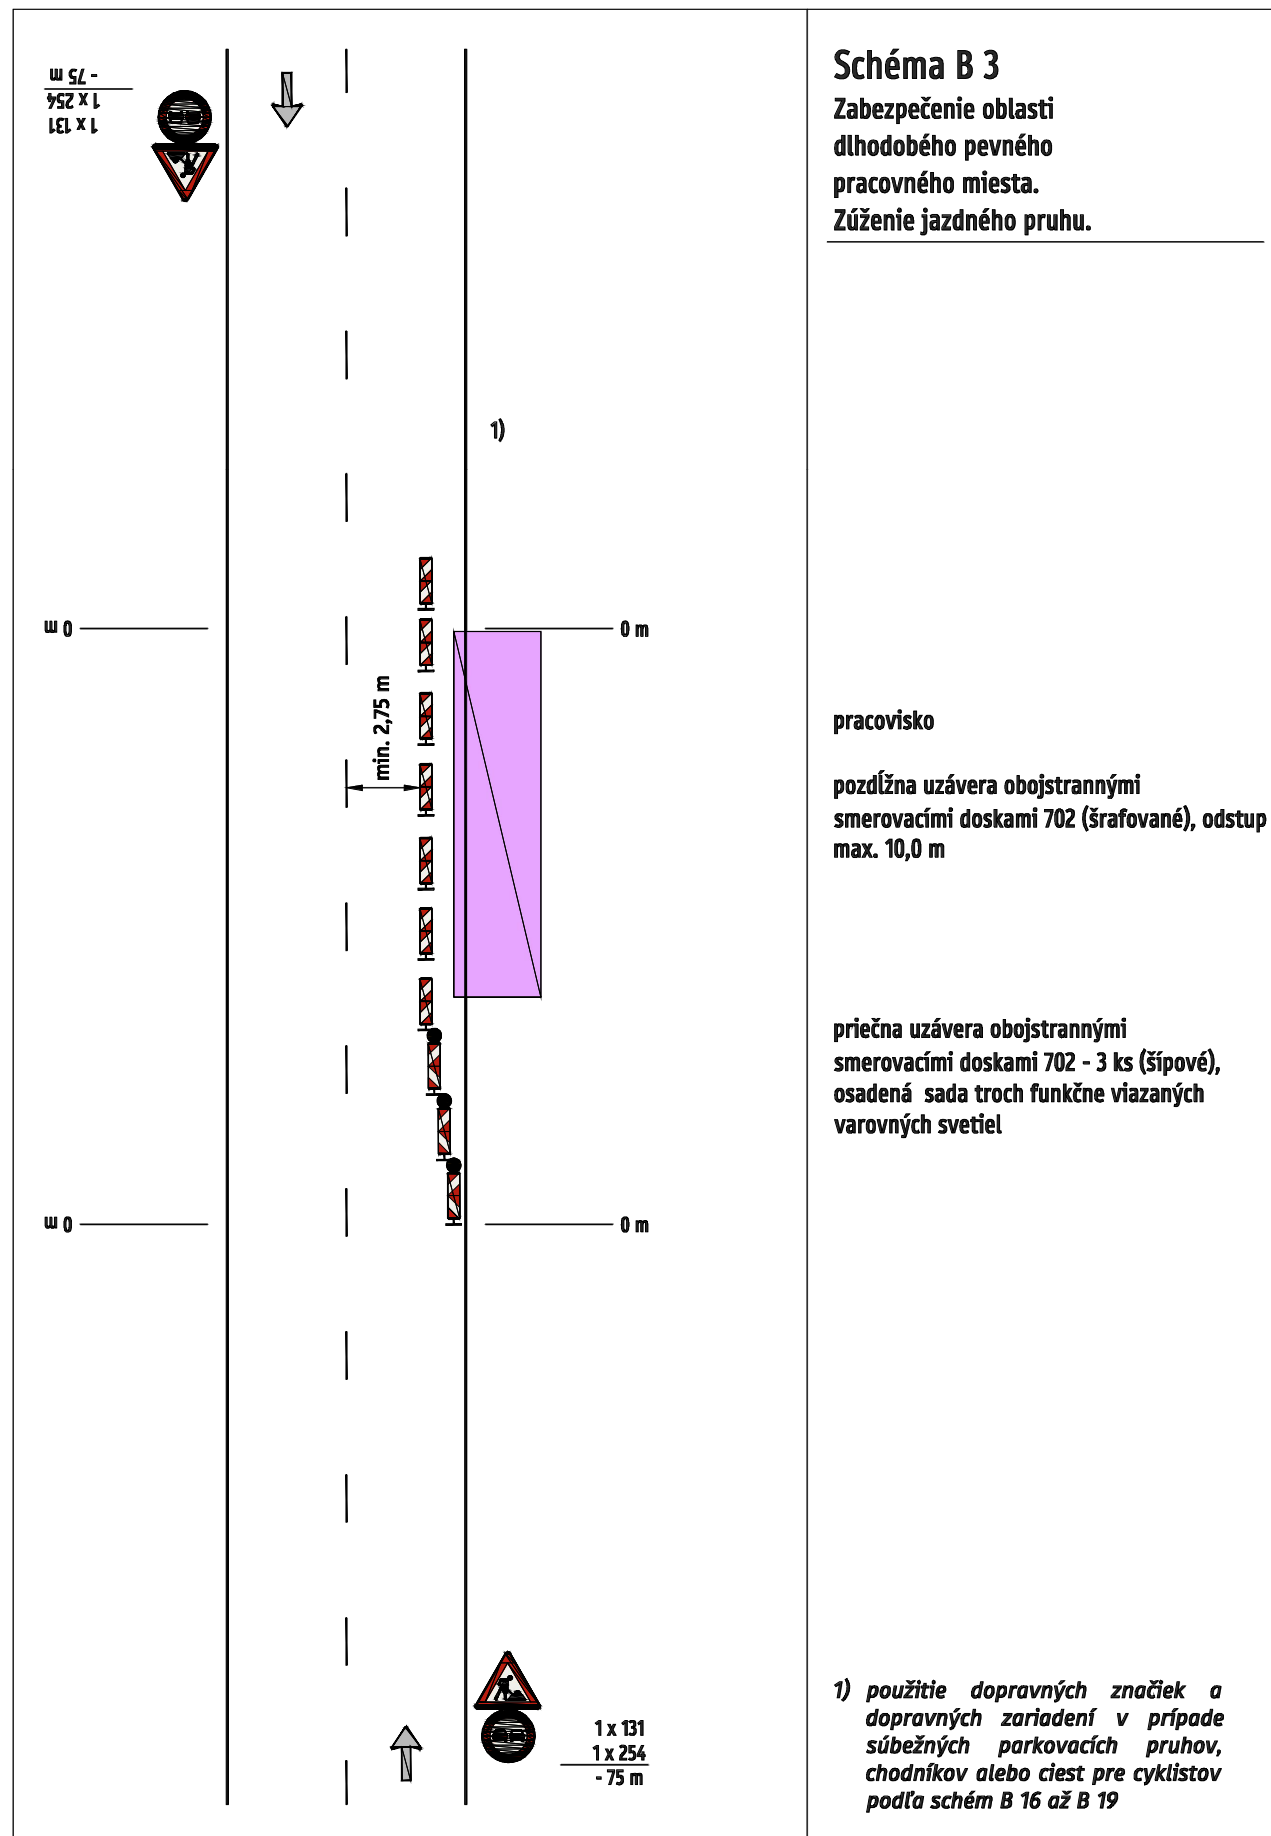 Schéma B 3
Zabezpečenie oblasti
dlhodobého pevného
pracovného miesta.
Zúženie jazdného pruhu.
1 x 131
1 x 254
- 75 m
1)
0 m
0 m
min. 2,75 m
pracovisko
pozdĺžna uzávera obojstrannými
smerovacími doskami 702 (šrafované), odstup
max. 10,0 m
priečna uzávera obojstrannými
smerovacími doskami 702 - 3 ks (šípové),
osadená sada troch funkčne viazaných
varovných svetiel
0 m
0 m
1 x 131
1 x 254
- 75 m
1) použitie dopravných značiek a
dopravných zariadení v prípade
súbežných parkovacích pruhov,
chodníkov alebo ciest pre cyklistov
podľa schém B 16 až B 19